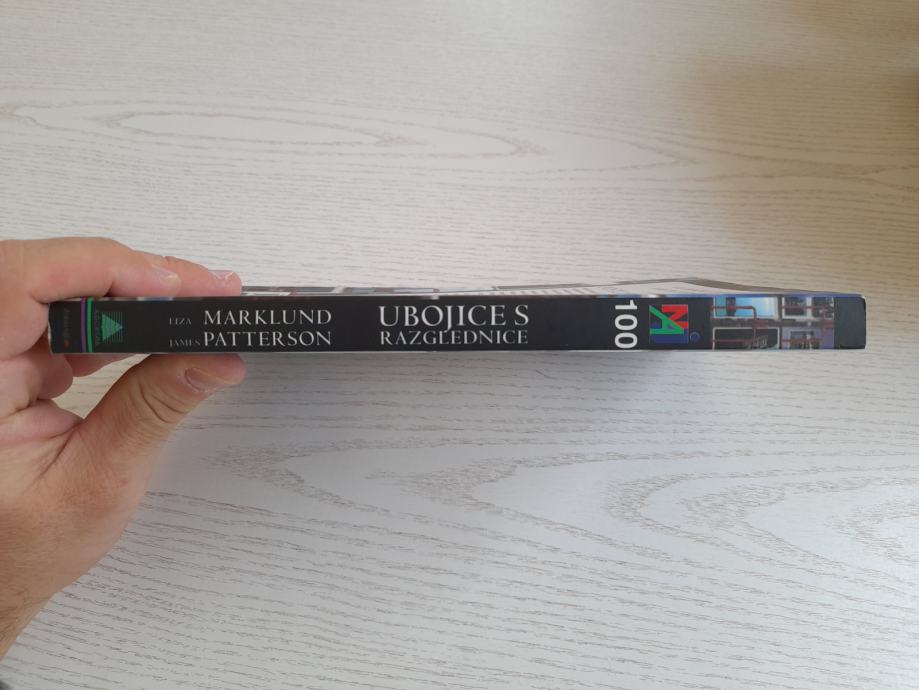 LIZA MARKLUND
JAMES PATTERSON
UBOJICE S
RAZGLEDNICE
100